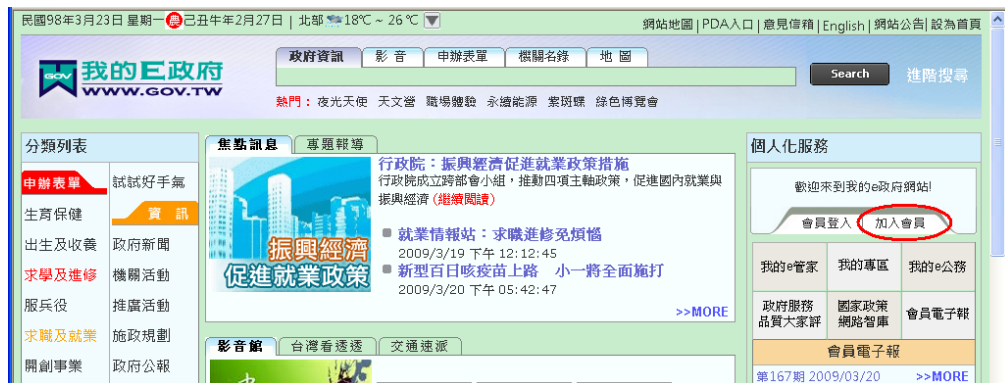 民國98年3月23日 星期一 農 己丑牛年2月27日 | 北部 18℃ ~ 26℃
網站地圖 | PDA入口 | 意見信箱 | English | 網站公告 | 設為首頁
GOV 我的E政府
WWW.GOV.TW
政府資訊 影音 申辦表單 機關名錄 地圖
Search 進階搜尋
熱門：夜光天使 天文營 職場體驗 永續能源 紫斑蝶 綠色博覽會
分類列表
申辦表單 試試好手氣
生育保健 資訊
出生及收養 政府新聞
求學及進修 機關活動
服兵役 推廣活動
求職及就業 施政規劃
開創事業 政府公報
焦點訊息 專題報導
振興經濟
促進就業政策
行政院：振興經濟促進就業政策措施
行政院成立跨部會小組，推動四項主軸政策，促進國內就業與
振興經濟 (繼續閱讀)
就業情報站：求職進修免煩惱
2009/3/19 下午 12:12:45
新型百日咳疫苗上路 小一將全面施打
2009/3/20 下午 05:42:47
>>MORE
影音館 台灣看透透 交通速派
個人化服務
歡迎來到我的e政府網站!
會員登入 加入會員
我的e管家 我的專區 我的e公務
政府服務 國家政策 會員電子報
品質大家評 網路智庫
會員電子報
第167期 2009/03/20 >>MORE